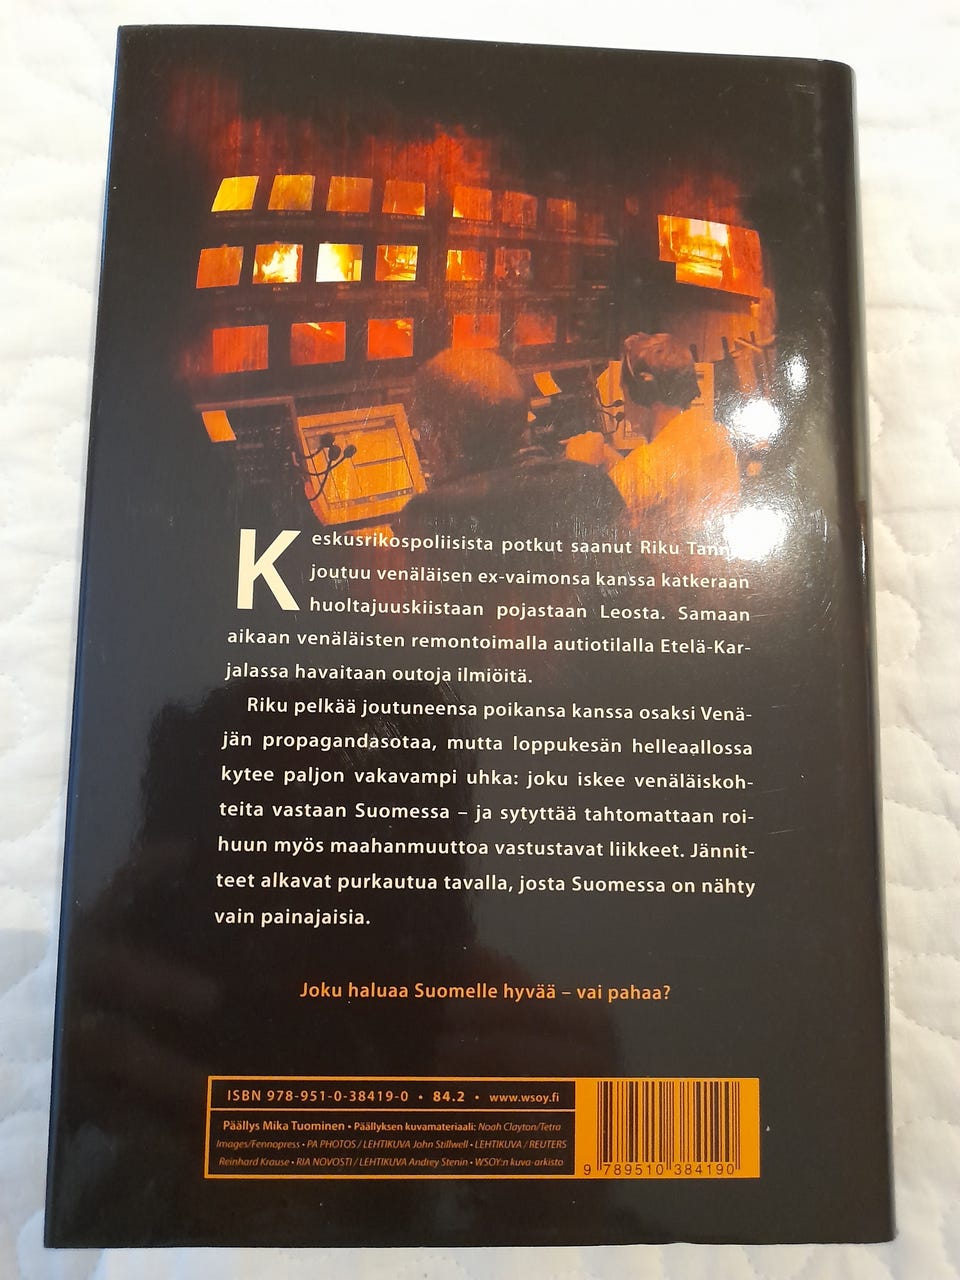 Keskusrikospoliisista potkut saanut Riku
joutuu venäläisen ex-vaimonsa kanssa katkeraan
huoltajuuskiistaan pojastaan Leosta. Samaan
aikaan venäläisten remontoimalla autiotilalla Etelä-Kar-
jalassa havaitaan outoja ilmiöitä.
Riku pelkää joutuneensa poikansa kanssa osaksi Venä-
jän propagandasotaa, mutta loppukesän helleaallossa
kytee paljon vakavampi uhka: joku iskee venäläiskoh-
teita vastaan Suomessa – ja sytyttää tahtomattaan roi-
huun myös maahanmuuttoa vastustavat liikkeet. Jännit-
teet alkavat purkautua tavalla, josta Suomessa on nähty
vain painajaisia.
Joku haluaa Suomelle hyvää – vai pahaa?
ISBN 978-951-0-38419-0 • 84.2 • www.wsoy.fi
Päällys Mika Tuominen • Päällyksen kuvamateriaali: Noah Clayton/Tetra
Images/Fennopress • PA PHOTOS / LEHTIKUVA John Stillwell • LEHTIKUVA / REUTERS
Reinhard Krause • RIA NOVOSTI / LEHTIKUVA Andrey Stenin • WSOY:n kuva-arkisto
9 789510 384190